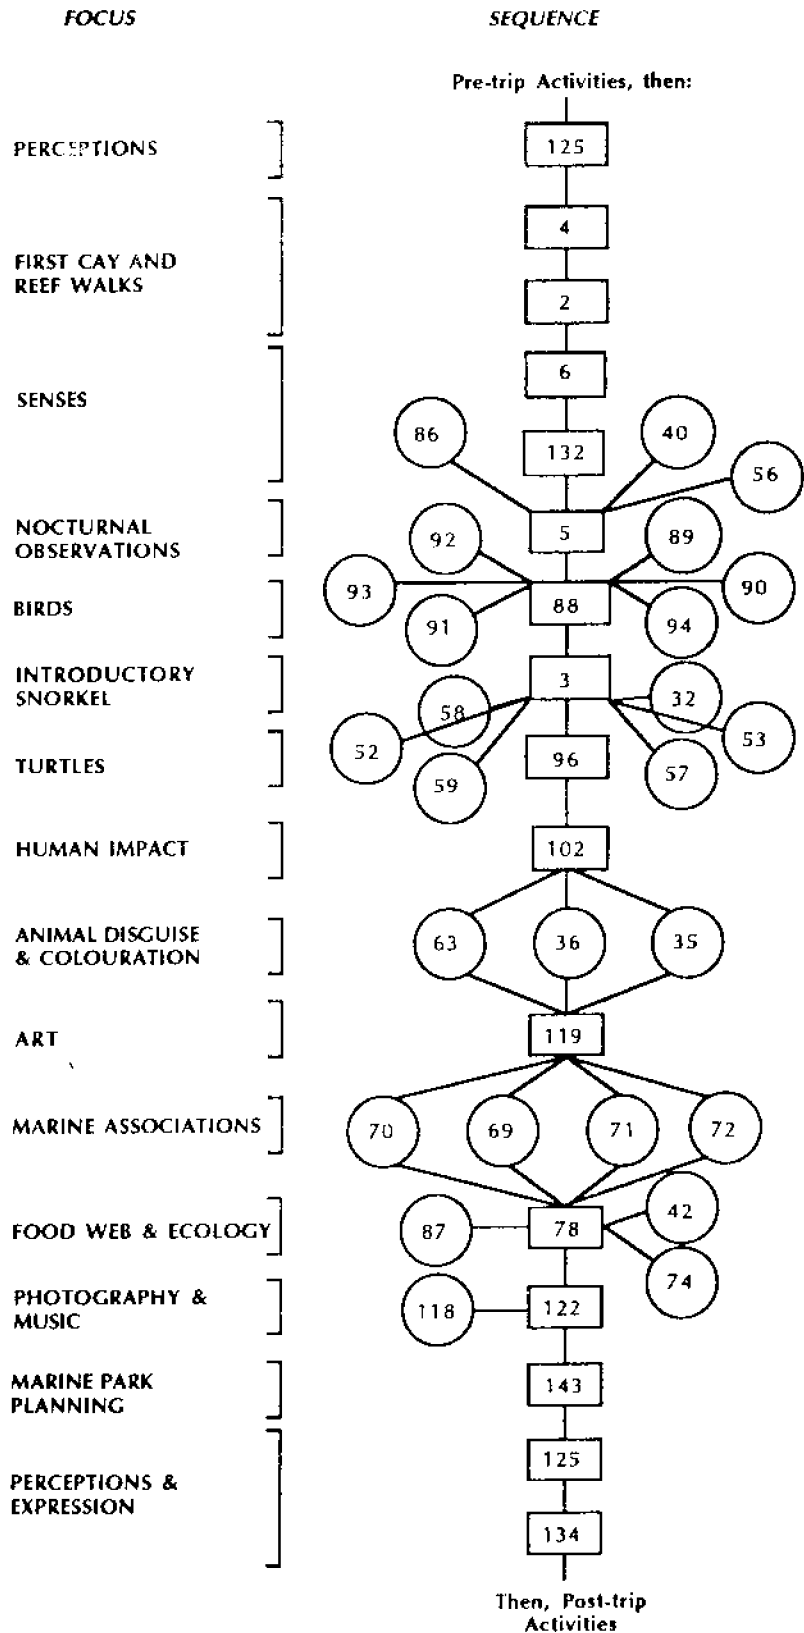 FOCUS SEQUENCE
Pre-trip Activities, then:
PERCEPTIONS 125
4
FIRST CAY AND
REEF WALKS
2
6
SENSES
86 40
132
56
NOCTURNAL
OBSERVATIONS
92 5 89
93 90
BIRDS 88
91 94
INTRODUCTORY
SNORKEL
3
58 32
52 53
TURTLES 96
59 57
HUMAN IMPACT 102
ANIMAL DISGUISE
& COLOURATION
63 36 35
ART 119
MARINE ASSOCIATIONS 70 69 71 72
42
FOOD WEB & ECOLOGY 87 78
74
PHOTOGRAPHY &
MUSIC
118 122
MARINE PARK
PLANNING
143
125
PERCEPTIONS &
EXPRESSION
134
Then, Post-trip
Activities